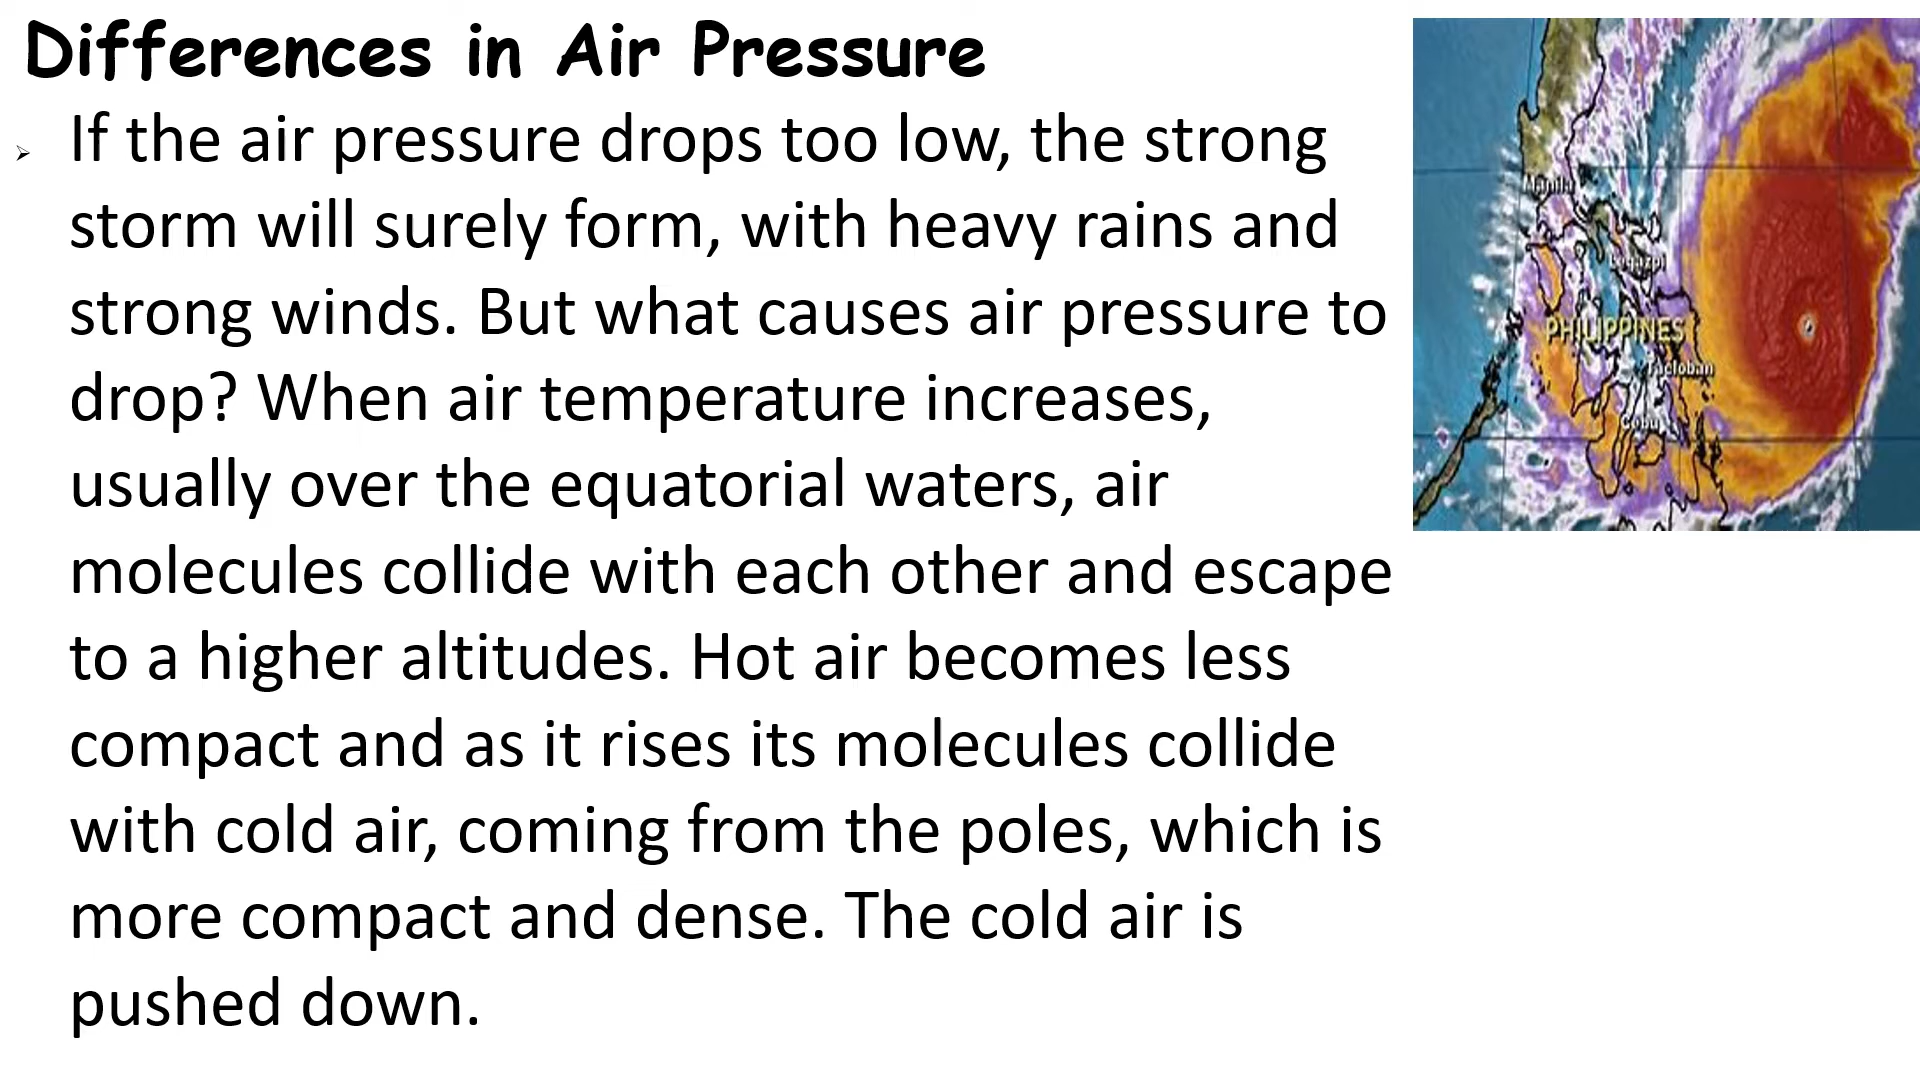 Differences in Air Pressure
If the air pressure drops too low, the strong
storm will surely form, with heavy rains and
strong winds. But what causes air pressure to
drop? When air temperature increases,
usually over the equatorial waters, air
molecules collide with each other and escape
to a higher altitudes. Hot air becomes less
compact and as it rises its molecules collide
with cold air, coming from the poles, which is
more compact and dense. The cold air is
pushed down.
Manila
Legazpi
PHILIPPINES
Tacloban
Cebu